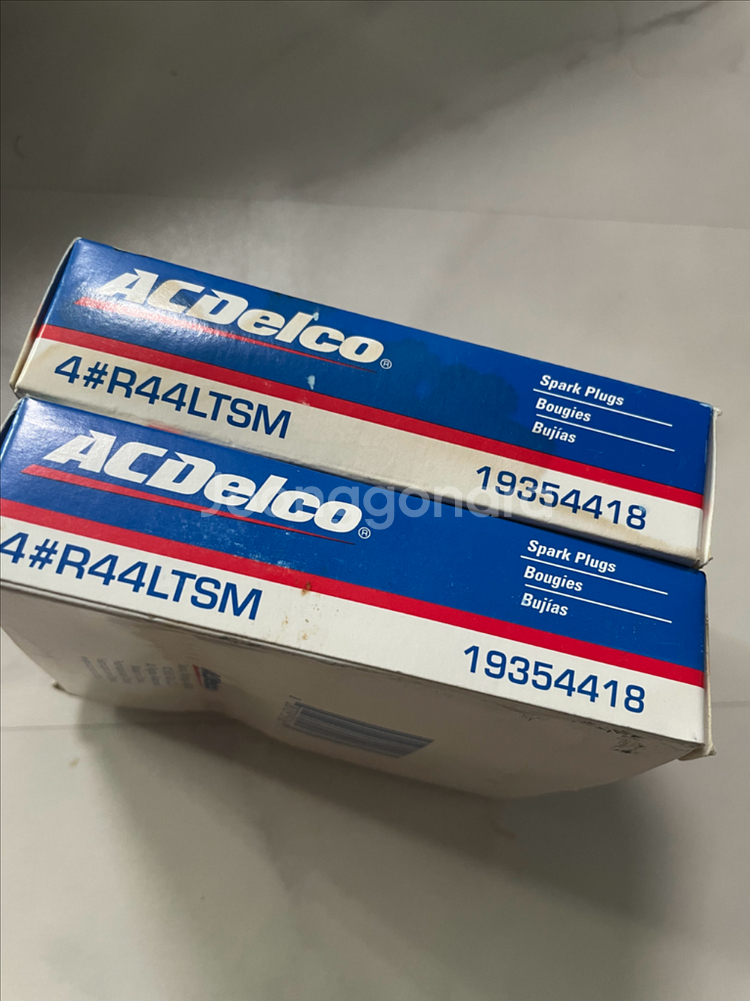 ACDelco®
4#R44LTSM
Spark Plugs
Bougies
Bujías
19354418
ACDelco®
4#R44LTSM
Spark Plugs
Bougies
Bujías
19354418